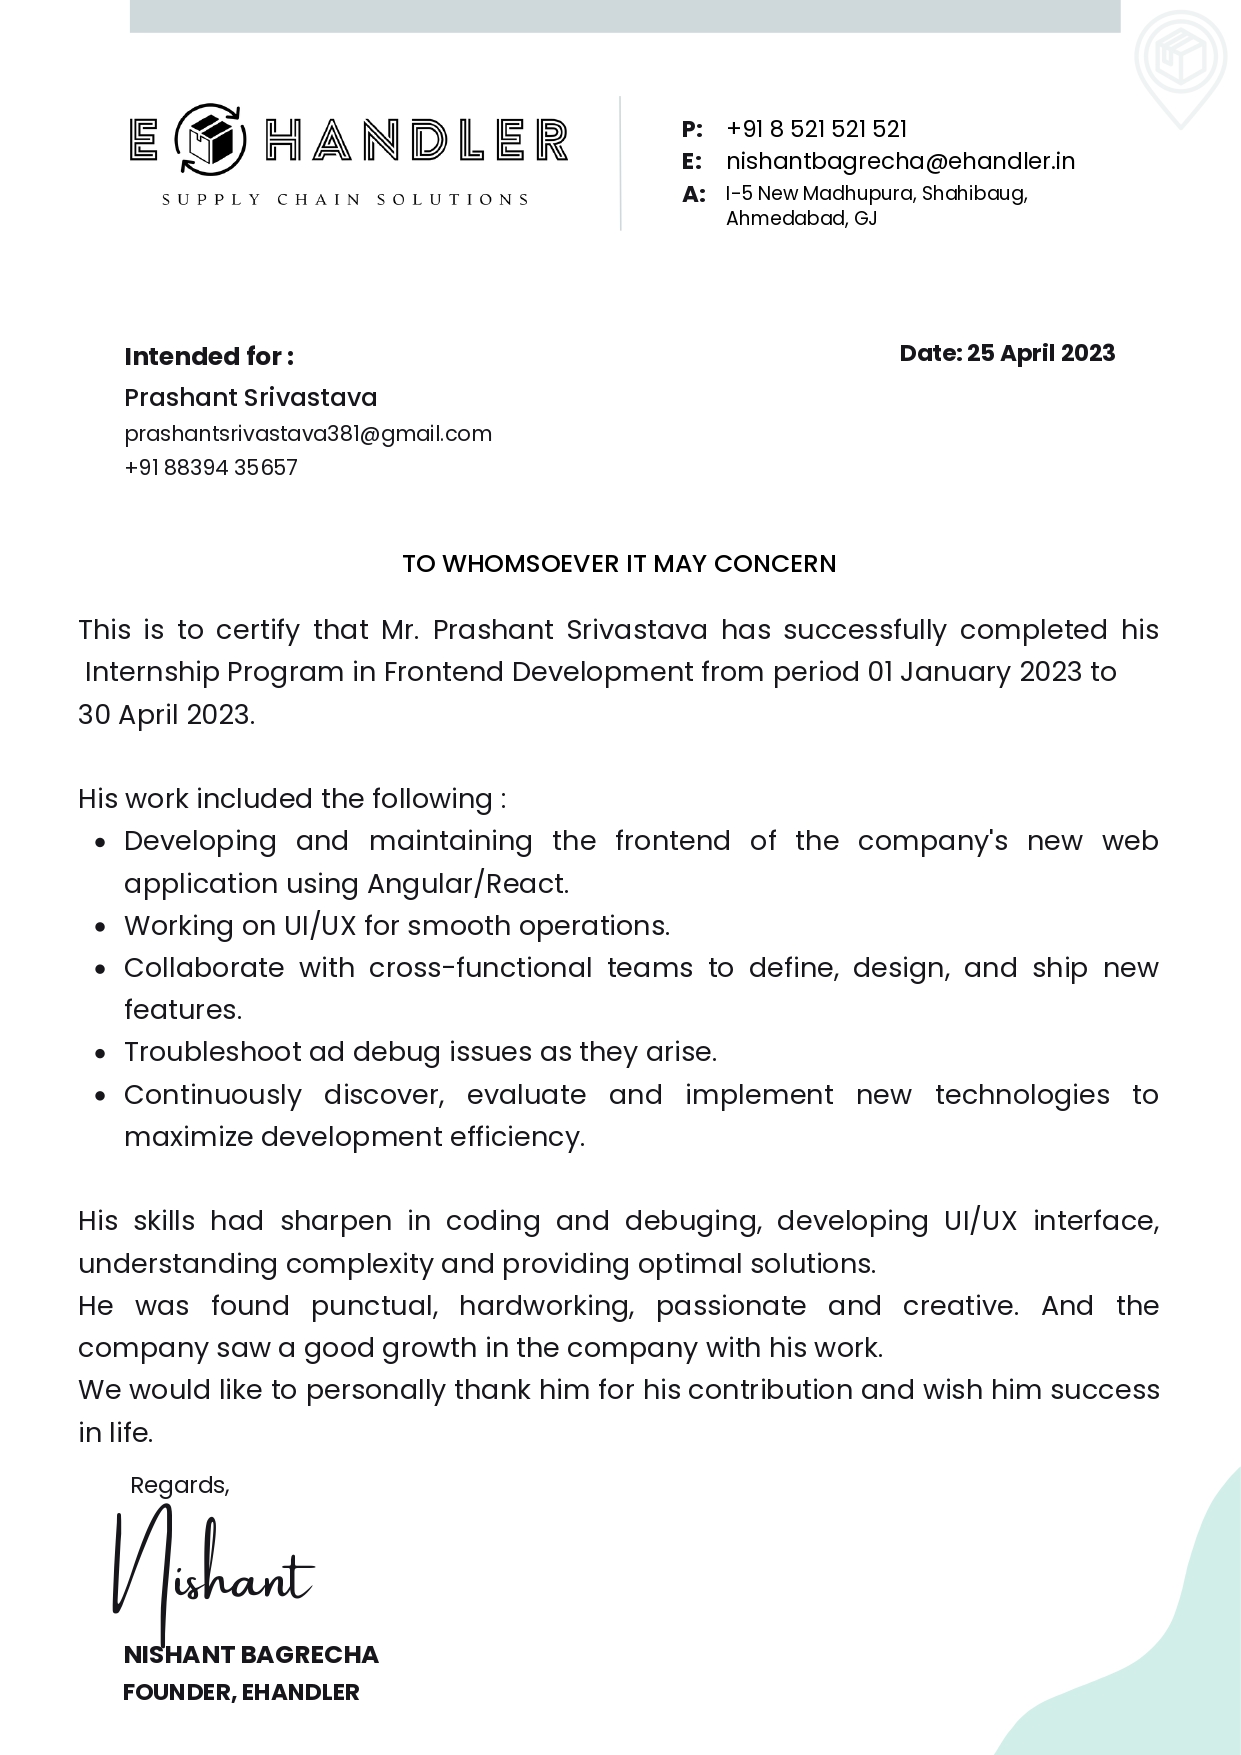 E HANDLER
SUPPLY CHAIN SOLUTIONS
P: +91 8 521 521 521
E: nishantbagrecha@ehandler.in
A: I-5 New Madhupura, Shahibaug,
Ahmedabad, GJ
Intended for :
Date: 25 April 2023
Prashant Srivastava
prashantsrivastava381@gmail.com
+91 88394 35657
TO WHOMSOEVER IT MAY CONCERN
This is to certify that Mr. Prashant Srivastava has successfully completed his
Internship Program in Frontend Development from period 01 January 2023 to
30 April 2023.
His work included the following :
• Developing and maintaining the frontend of the company's new web
application using Angular/React.
• Working on UI/UX for smooth operations.
• Collaborate with cross-functional teams to define, design, and ship new
features.
• Troubleshoot ad debug issues as they arise.
• Continuously discover, evaluate and implement new technologies to
maximize development efficiency.
His skills had sharpen in coding and debuging, developing UI/UX interface,
understanding complexity and providing optimal solutions.
He was found punctual, hardworking, passionate and creative. And the
company saw a good growth in the company with his work.
We would like to personally thank him for his contribution and wish him success
in life.
Regards,
Nishant
NISHANT BAGRECHA
FOUNDER, EHANDLER